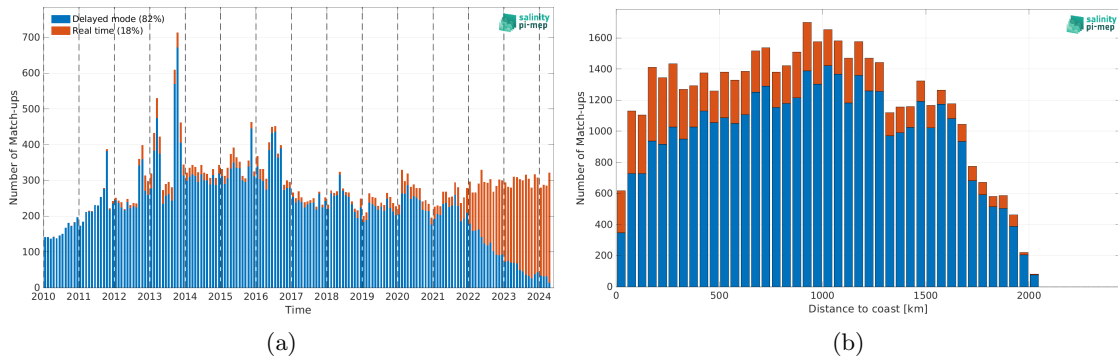 Delayed mode (82%)
Real time (18%)
salinity
pi-mep
Number of Match-ups
700
600
500
400
300
200
100
0
2010 2011 2012 2013 2014 2015 2016 2017 2018 2019 2020 2021 2022 2023 2024
Time
(a)
salinity
pi-mep
Number of Match-ups
1600
1400
1200
1000
800
600
400
200
0
0 500 1000 1500 2000
Distance to coast [km]
(b)